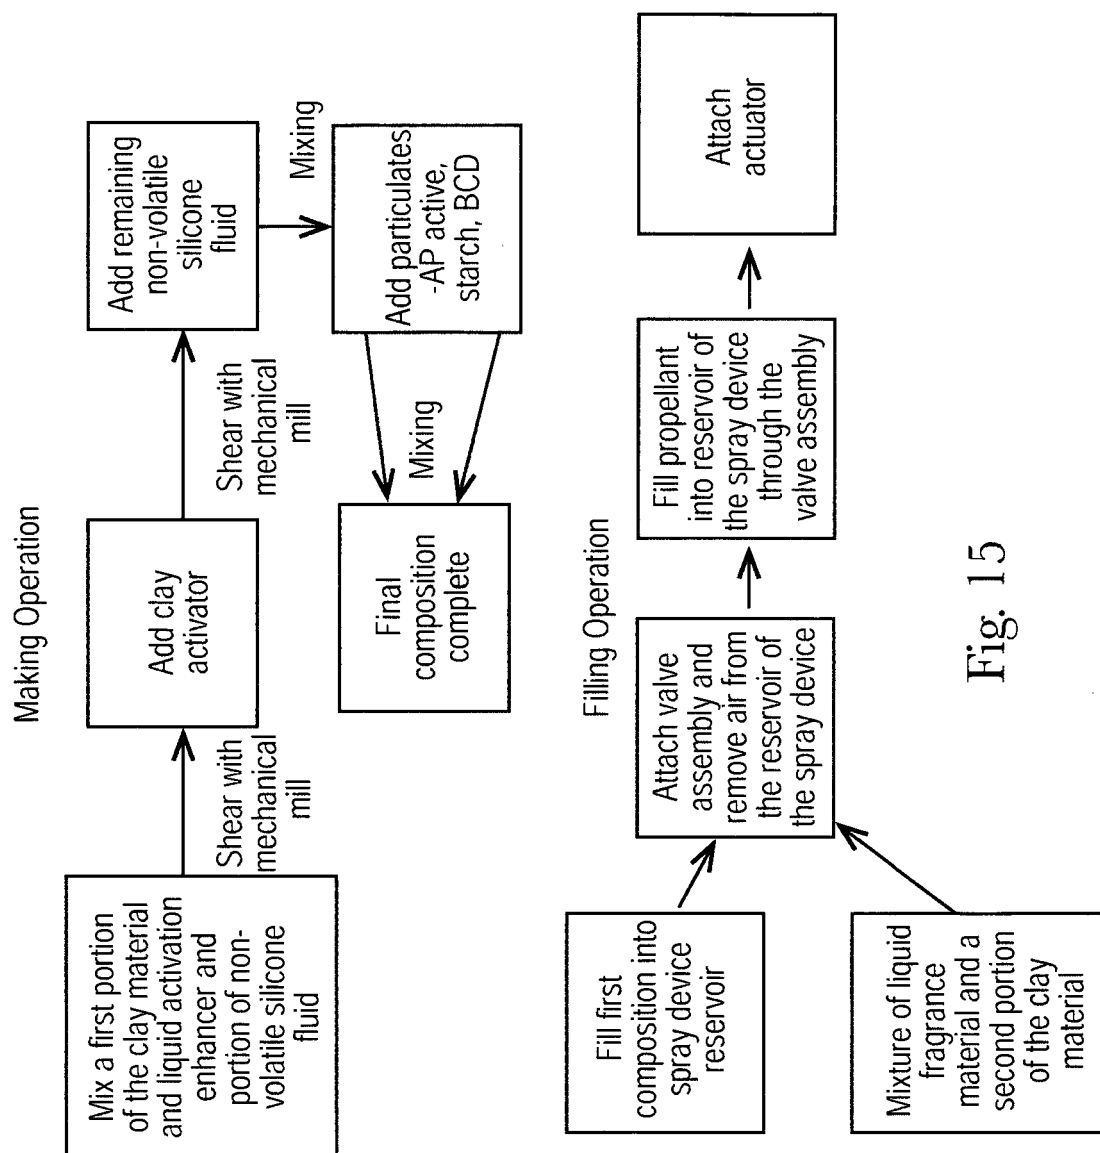 Making Operation
Mix a first portion
of the clay material
and liquid activation
enhancer and
portion of non-
volatile silicone
fluid
Shear with
mechanical
mill
Add clay
activator
Shear with
mechanical
mill
Add remaining
non-volatile
silicone
fluid
Mixing
Add particulates
-AP active,
starch, BCD
Mixing
Final
composition
complete
Filling Operation
Fill first
composition into
spray device
reservoir
Mixture of liquid
fragrance
material and a
second portion
of the clay
material
Attach valve
assembly and
remove air from
the reservoir of
the spray device
Fill propellant
into reservoir of
the spray device
through the
valve assembly
Attach
actuator
Fig. 15